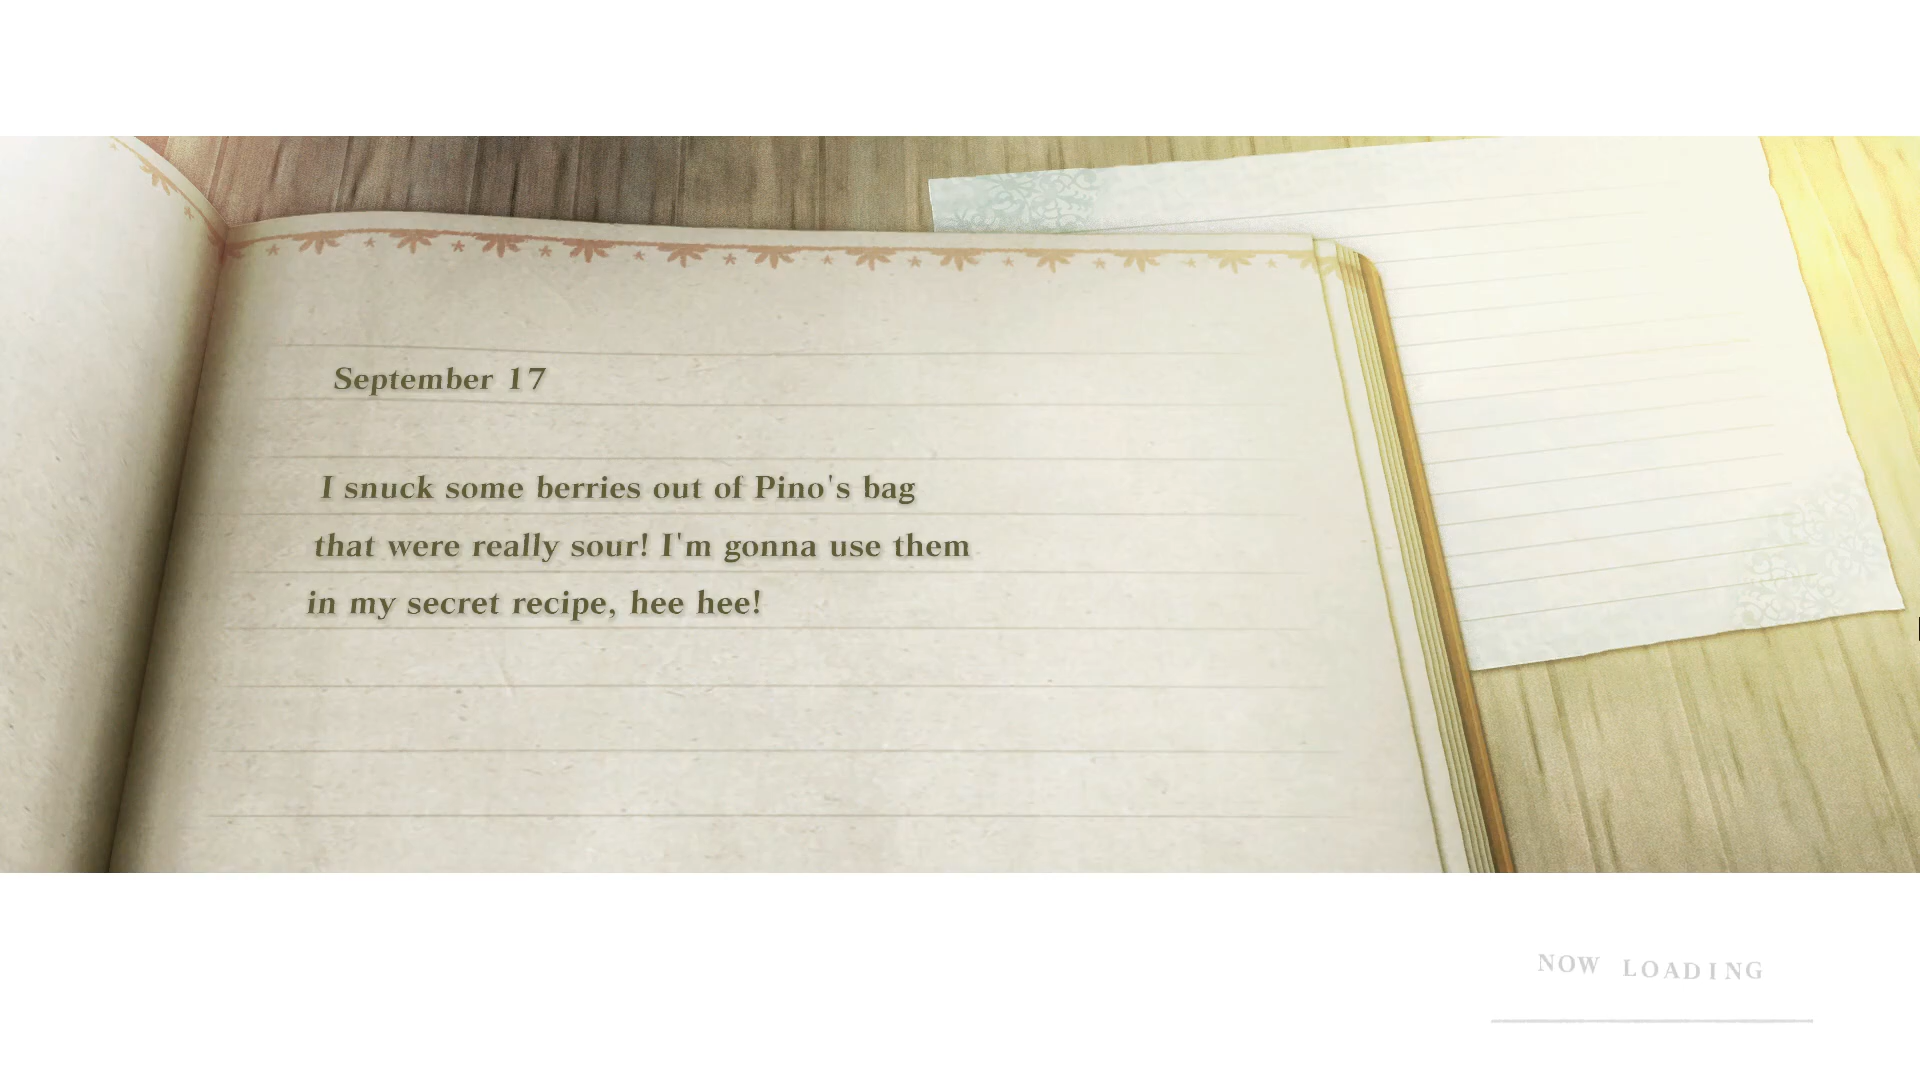 September 17
I snuck some berries out of Pino's bag
that were really sour! I'm gonna use them
in my secret recipe, hee hee!
NOW LOADING